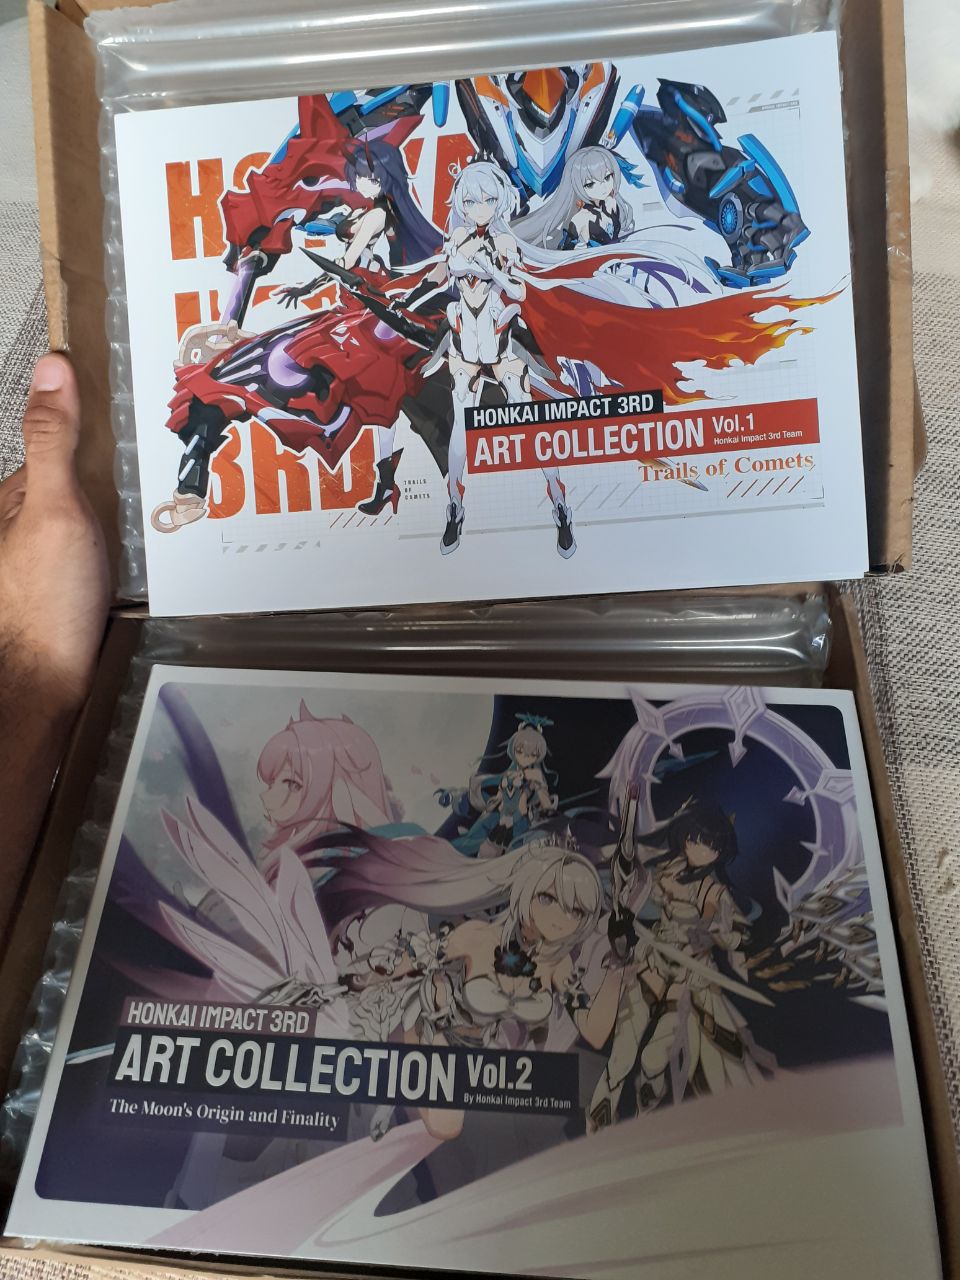 3RD
HONKAI IMPACT 3RD
ART COLLECTION Vol.1
Honkai Impact 3rd Team
Trails of Comets
TRAILS
OF
COMETS
HONKAI IMPACT 3RD
ART COLLECTION Vol.2
By Honkai Impact 3rd Team
The Moon's Origin and Finality